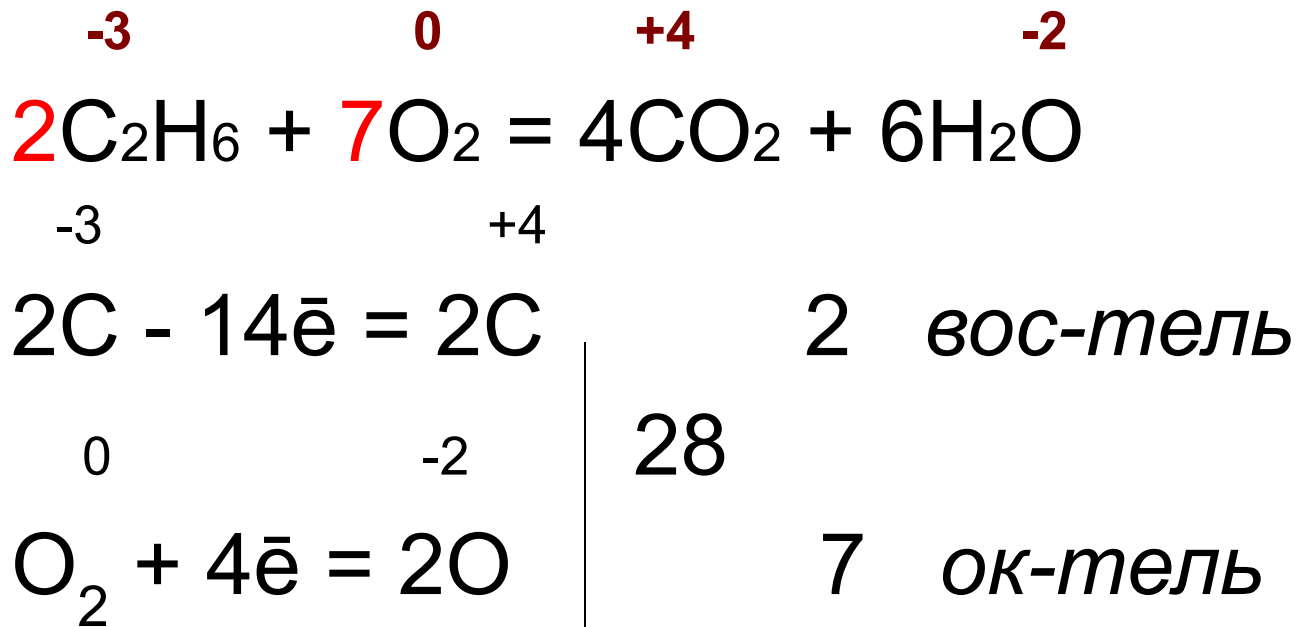 -3 0 +4 -2
2C2H6 + 7O2 = 4CO2 + 6H2O
-3 +4
2C - 14ē = 2C 2 вос-тель
28
0 -2
O2 + 4ē = 2O 7 ок-тель